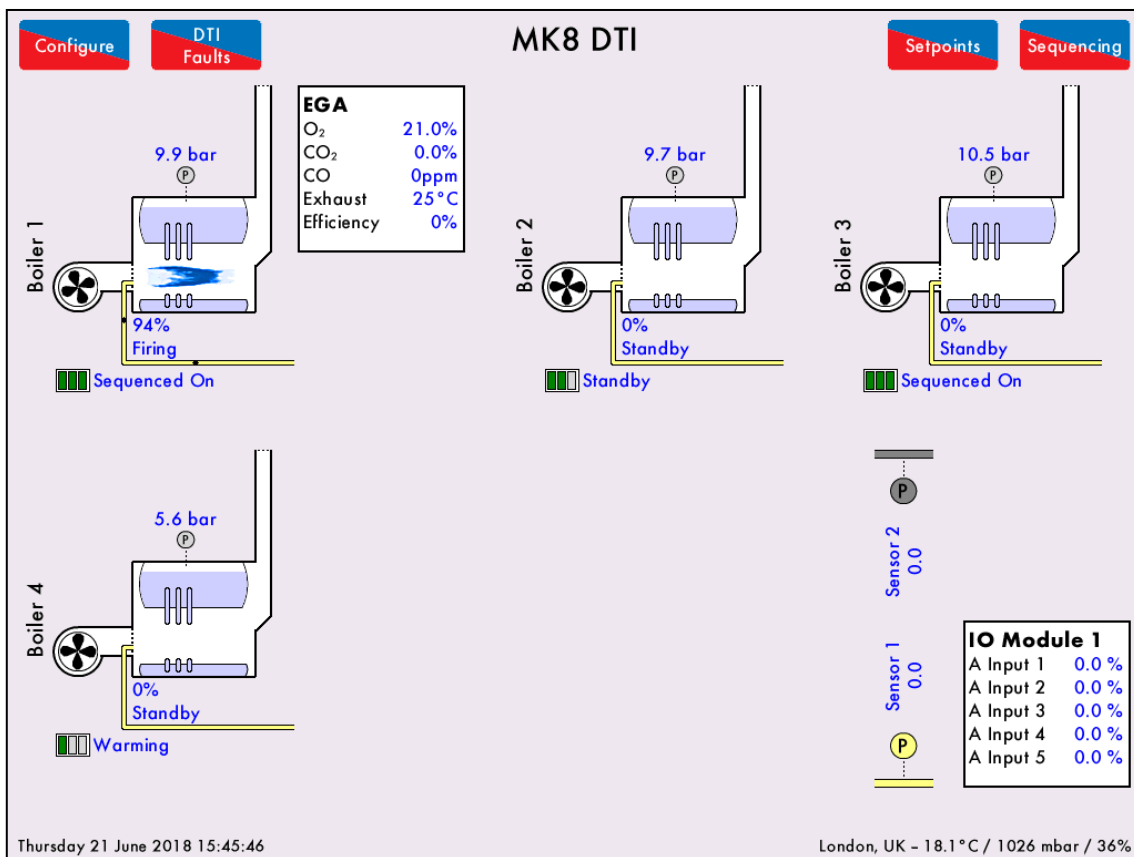 Configure
DTI
Faults
MK8 DTI
Setpoints
Sequencing
Boiler 1
9.9 bar
P
94%
Firing
Sequenced On
EGA
O₂ 21.0%
CO₂ 0.0%
CO 0ppm
Exhaust 25°C
Efficiency 0%
Boiler 2
9.7 bar
P
0%
Standby
Standby
Boiler 3
10.5 bar
P
0%
Standby
Sequenced On
Boiler 4
5.6 bar
P
0%
Standby
Warming
P
Sensor 2
0.0
Sensor 1
0.0
P
IO Module 1
A Input 1 0.0 %
A Input 2 0.0 %
A Input 3 0.0 %
A Input 4 0.0 %
A Input 5 0.0 %
Thursday 21 June 2018 15:45:46
London, UK – 18.1°C / 1026 mbar / 36%